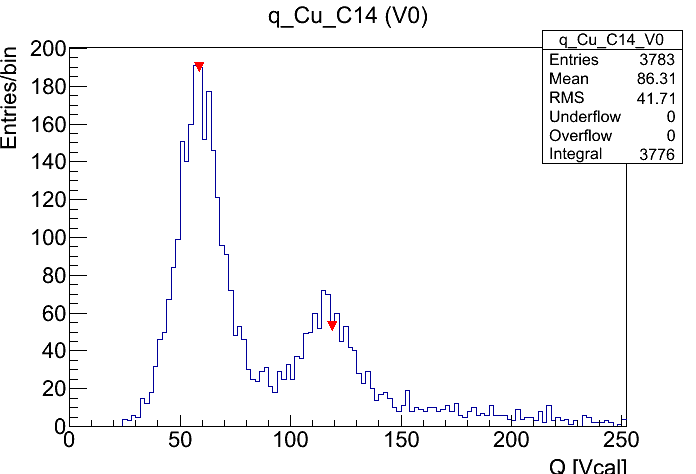 q_Cu_C14 (V0)
q_Cu_C14_V0
Entries 3783
Mean 86.31
RMS 41.71
Underflow 0
Overflow 0
Integral 3776
Entries/bin
200
180
160
140
120
100
80
60
40
20
0
0 50 100 150 200 250
Q [Vcal]